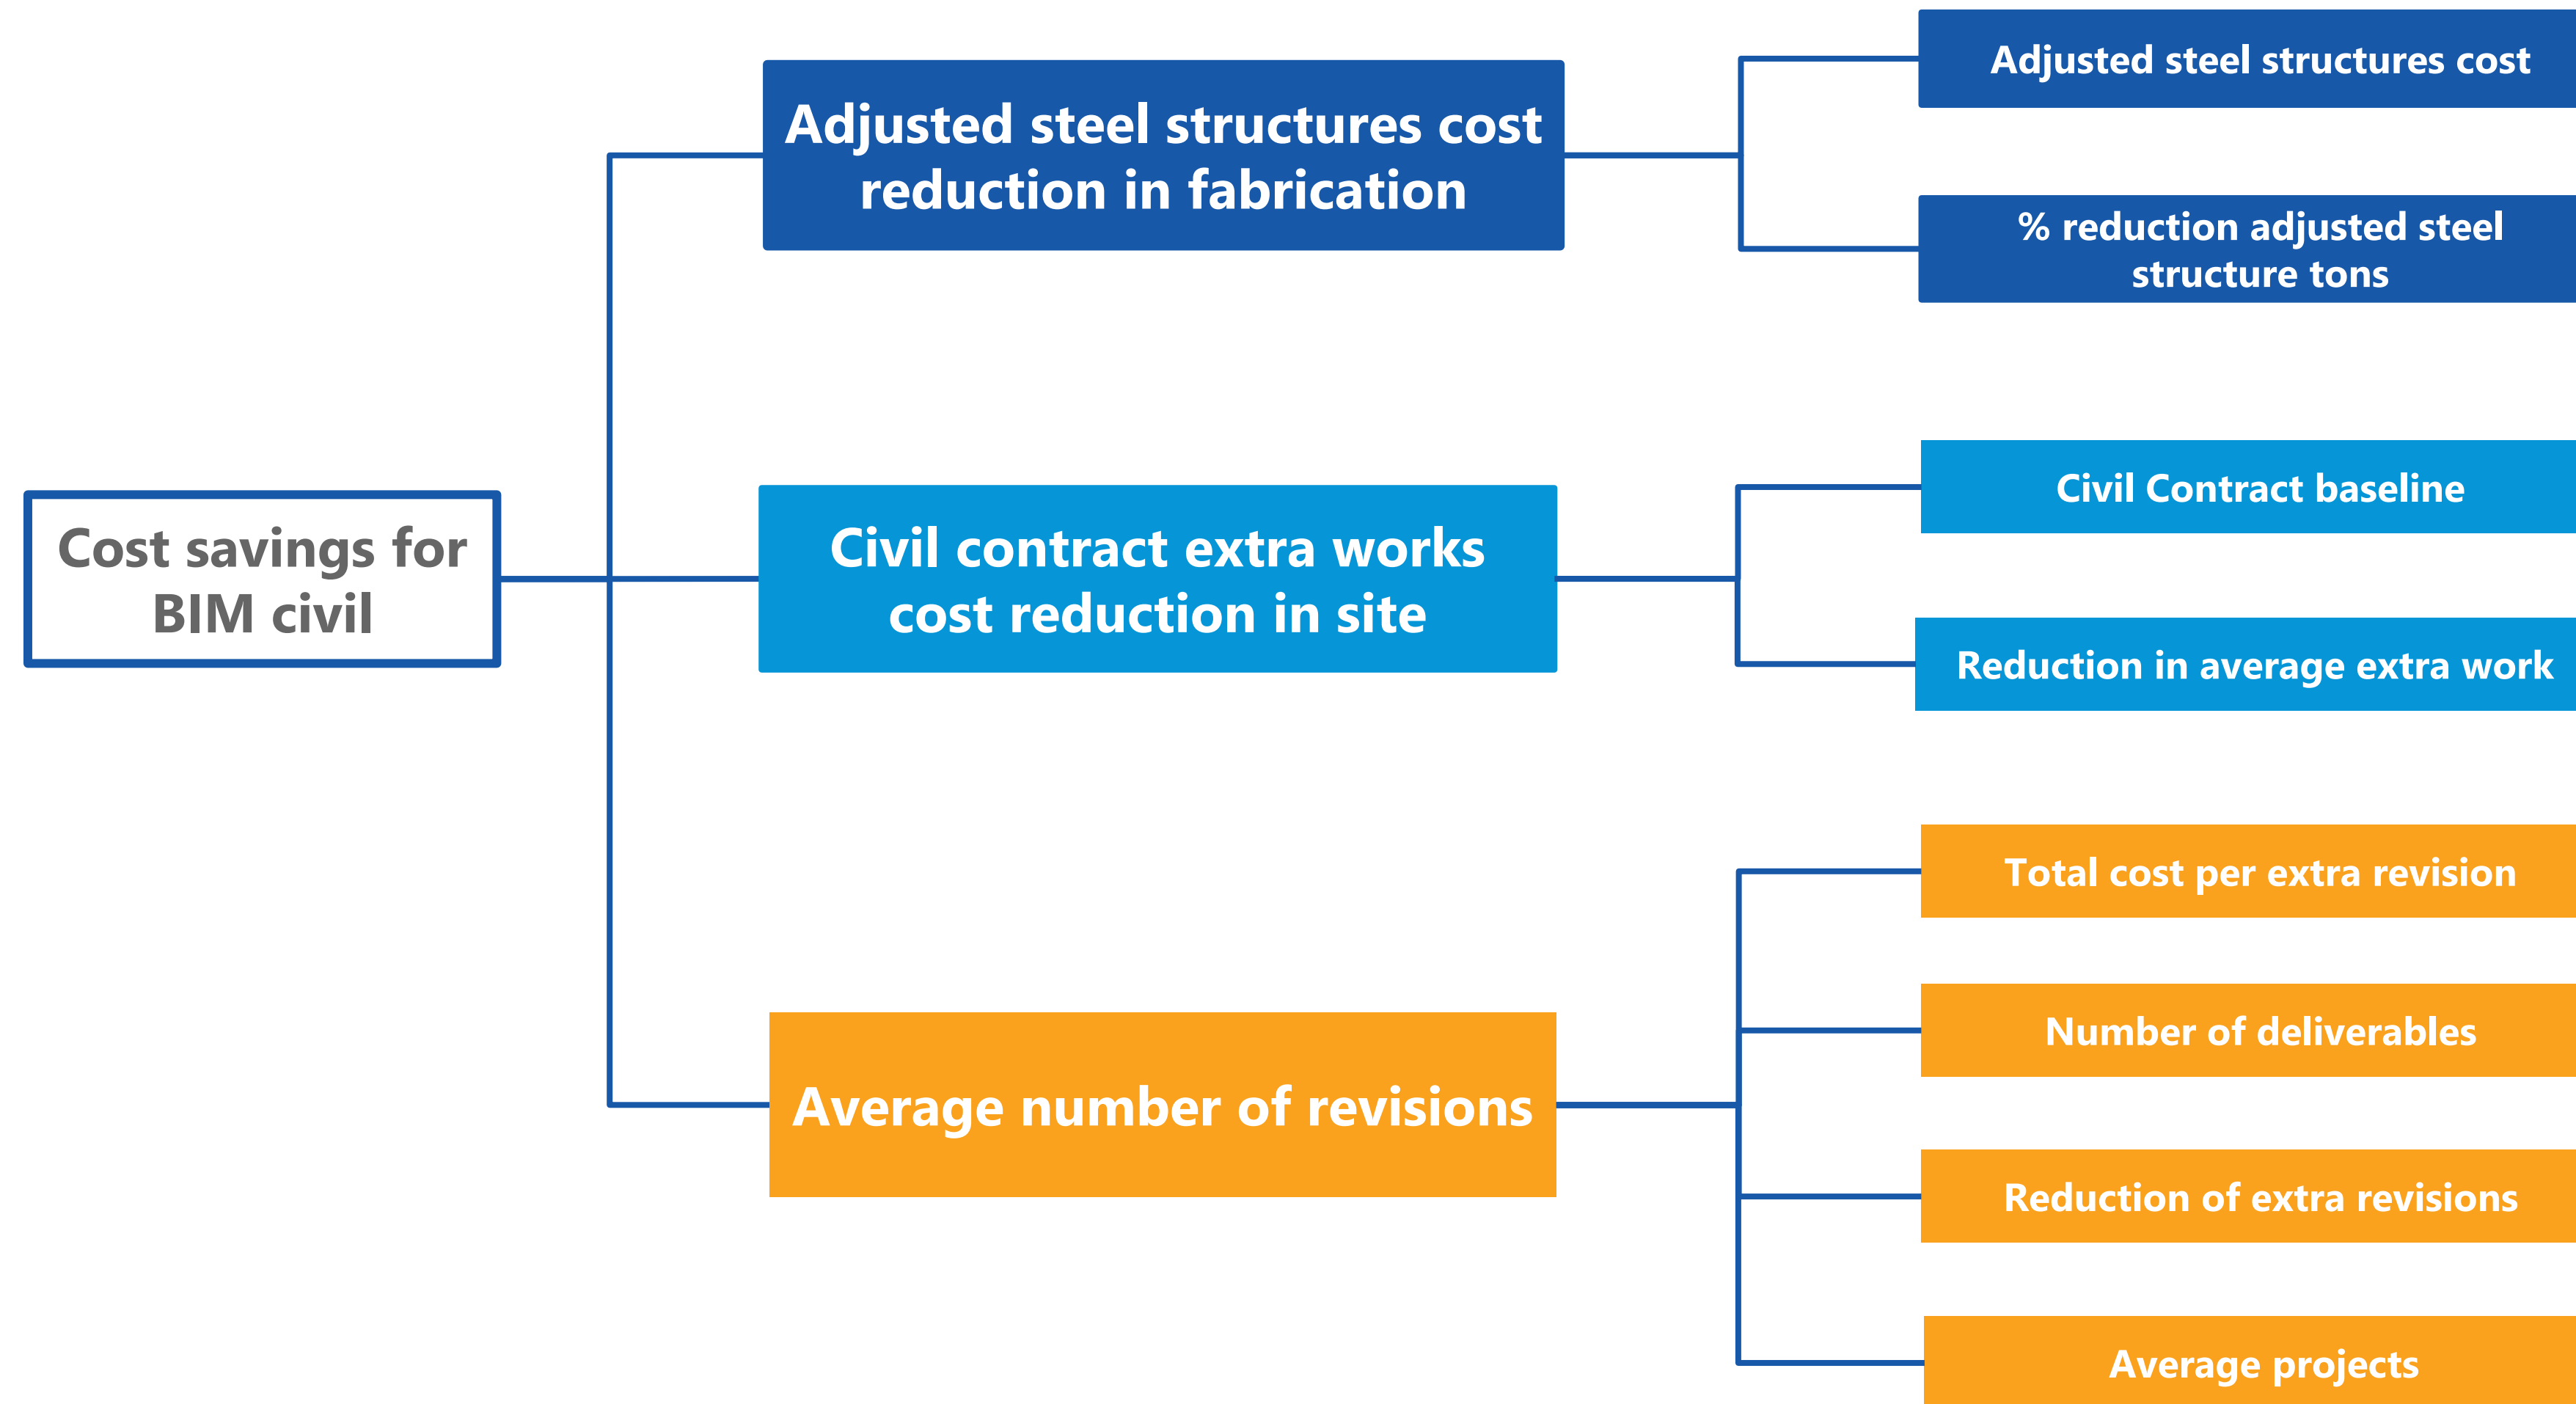 Cost savings for
BIM civil
Adjusted steel structures cost
reduction in fabrication
Adjusted steel structures cost
% reduction adjusted steel
structure tons
Civil contract extra works
cost reduction in site
Civil Contract baseline
Reduction in average extra work
Average number of revisions
Total cost per extra revision
Number of deliverables
Reduction of extra revisions
Average projects